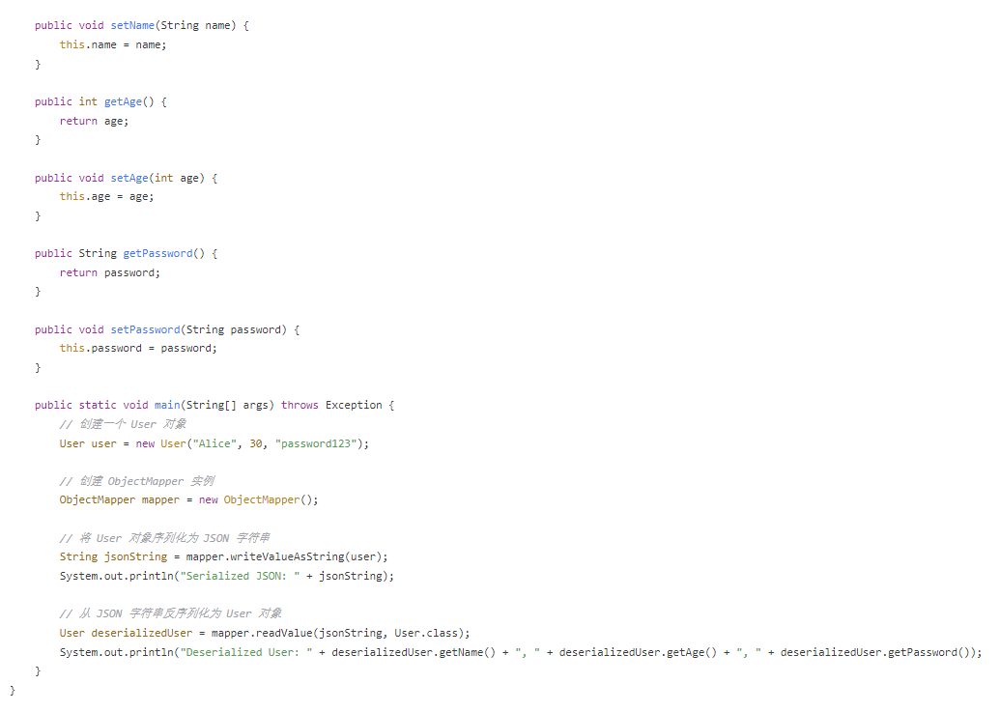 public void setName(String name) {
this.name = name;
}
public int getAge() {
return age;
}
public void setAge(int age) {
this.age = age;
}
public String getPassword() {
return password;
}
public void setPassword(String password) {
this.password = password;
}
public static void main(String[] args) throws Exception {
// 创建一个 User 对象
User user = new User("Alice", 30, "password123");
// 创建 ObjectMapper 实例
ObjectMapper mapper = new ObjectMapper();
// 将 User 对象序列化为 JSON 字符串
String jsonString = mapper.writeValueAsString(user);
System.out.println("Serialized JSON: " + jsonString);
// 从 JSON 字符串反序列化为 User 对象
User deserializedUser = mapper.readValue(jsonString, User.class);
System.out.println("Deserialized User: " + deserializedUser.getName() + ", " + deserializedUser.getAge() + ", " + deserializedUser.getPassword());
}
}